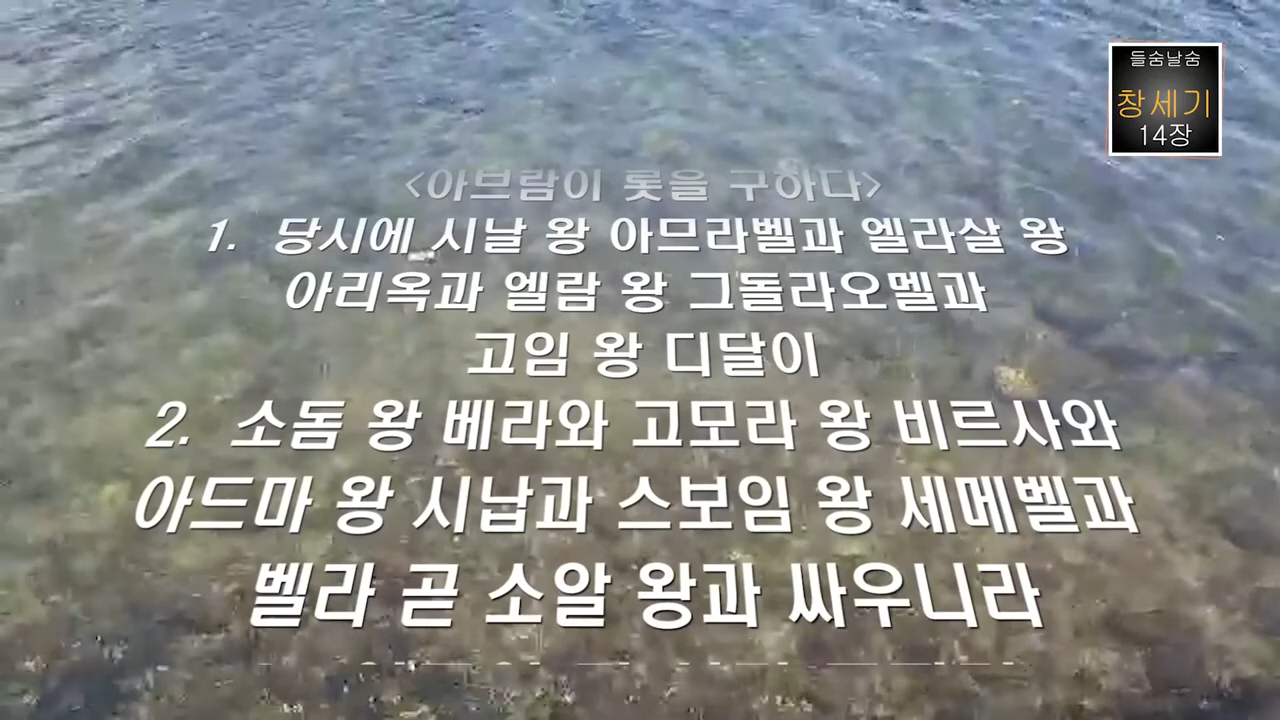 들숨날숨
창세기
14장
<아브람이 롯을 구하다>
1. 당시에 시날 왕 아므라벨과 엘라살 왕
아리옥과 엘람 왕 그돌라오멜과
고임 왕 디달이
2. 소돔 왕 베라와 고모라 왕 비르사와
아드마 왕 시납과 스보임 왕 세메벨과
벨라 곧 소알 왕과 싸우니라